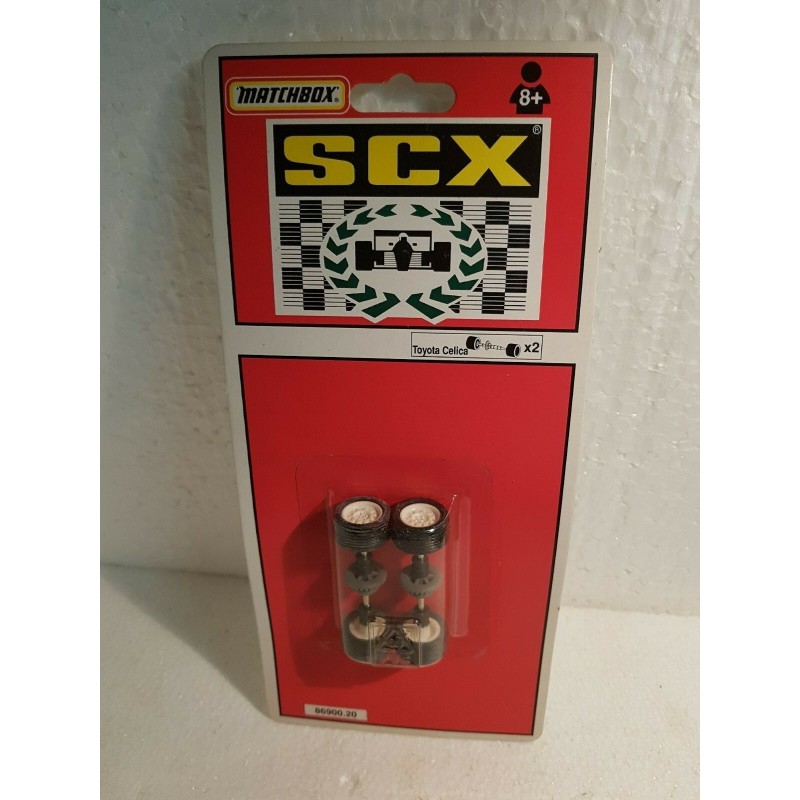 MATCHBOX®
8+
SCX®
Toyota Celica x2
86900.20